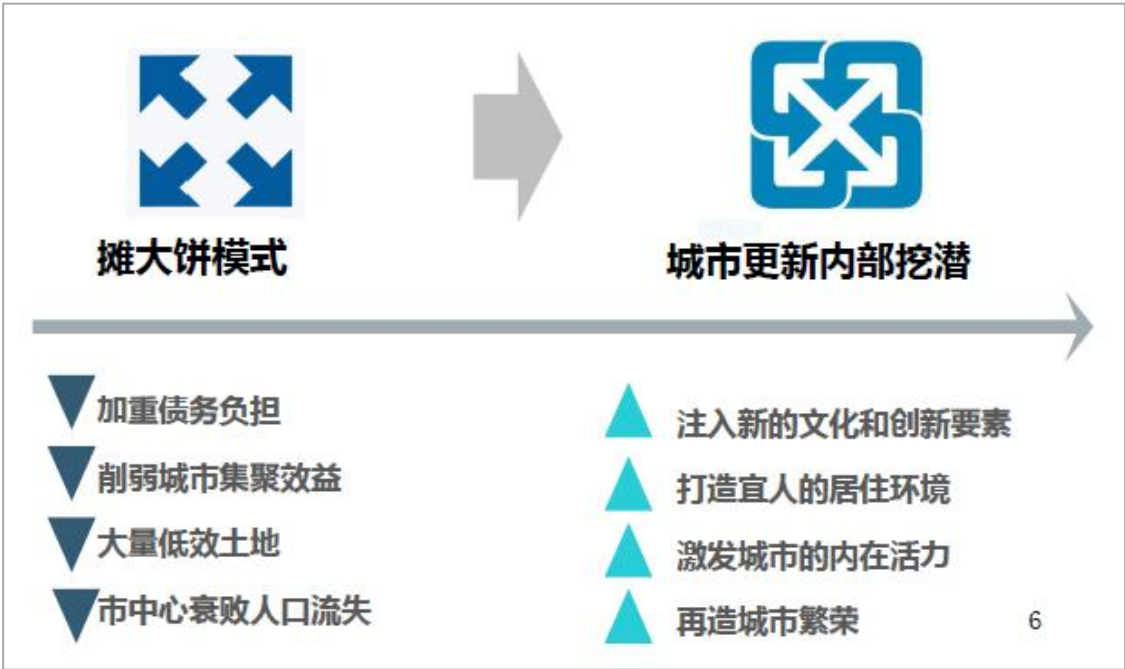 摊大饼模式
城市更新内部挖潜
加重债务负担
削弱城市集聚效益
大量低效土地
市中心衰败人口流失
注入新的文化和创新要素
打造宜人的居住环境
激发城市的内在活力
再造城市繁荣
6